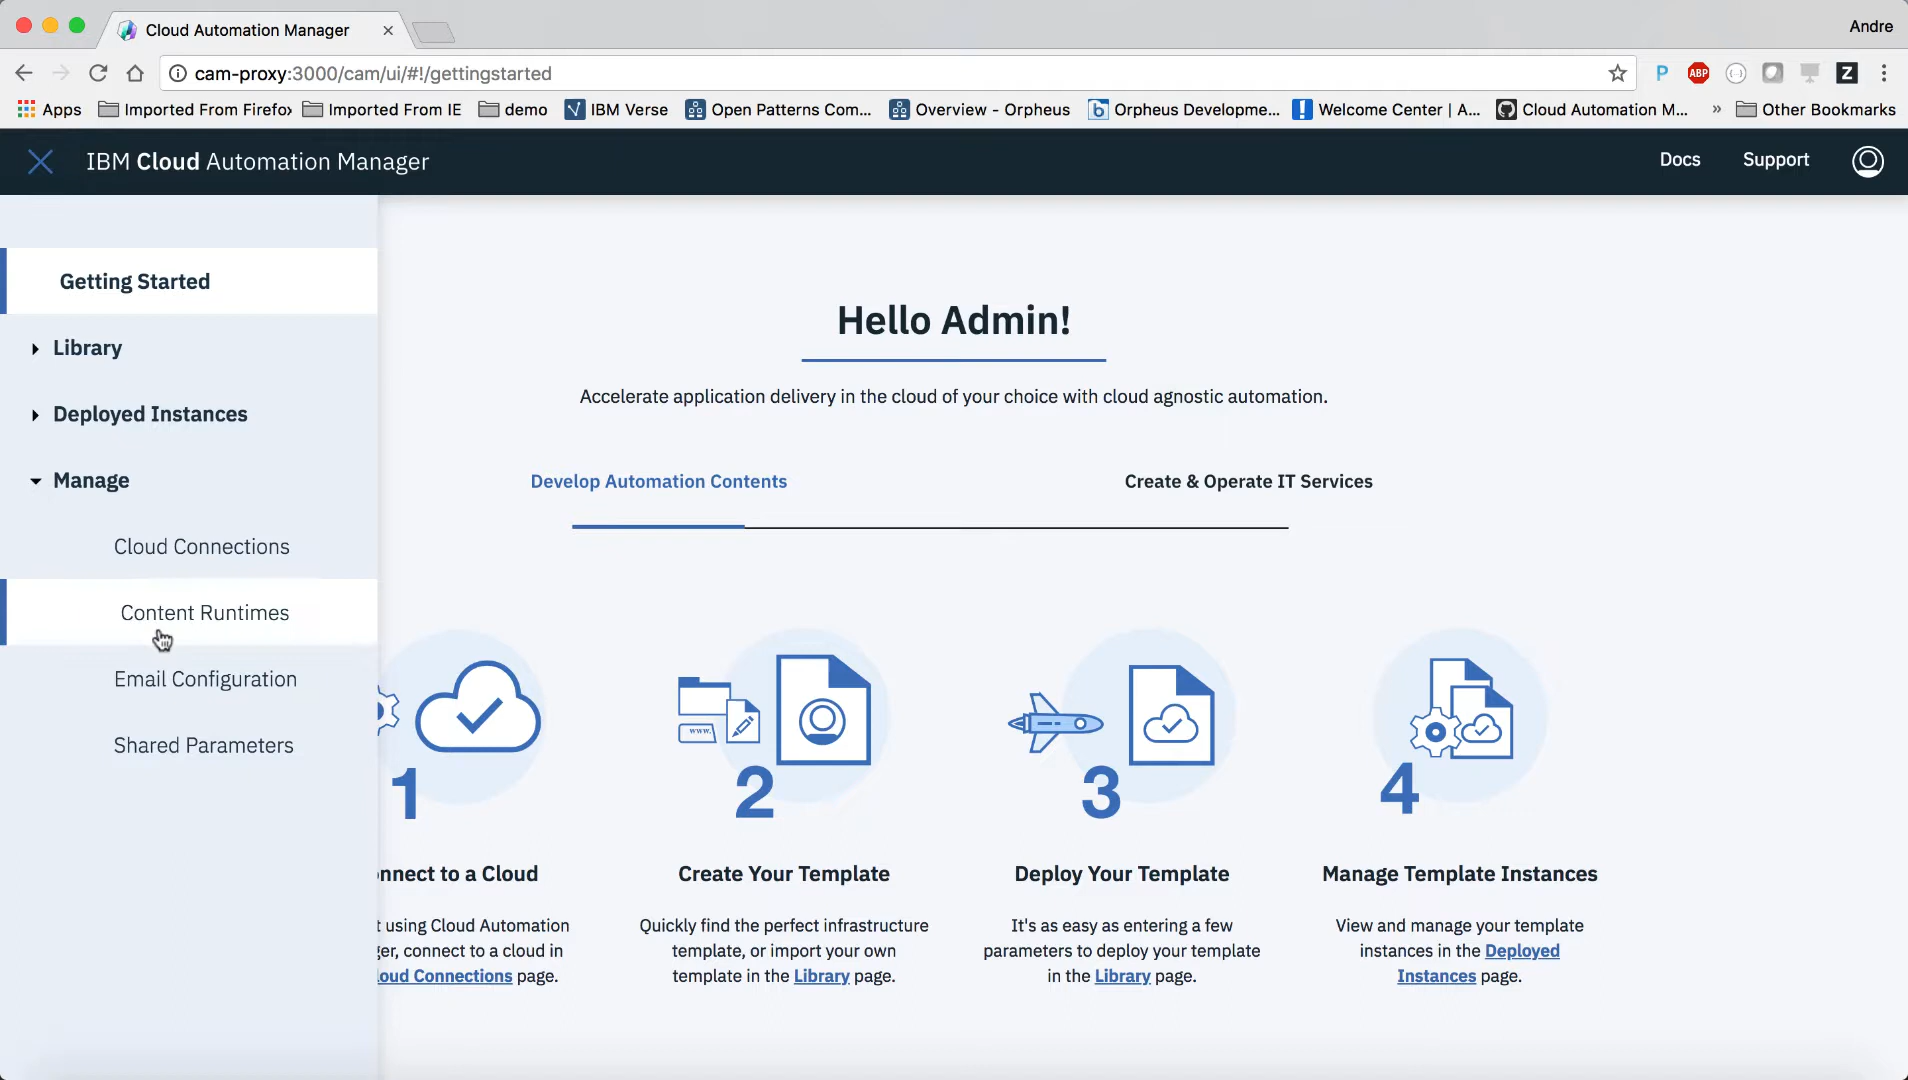 Cloud Automation Manager
Andre
cam-proxy:3000/cam/ui/#!/gettingstarted
P
ABP
Z
Apps
Imported From Firefox
Imported From IE
demo
IBM Verse
Open Patterns Com...
Overview - Orpheus
b
Orpheus Developme...
Welcome Center | A...
Cloud Automation M...
»
Other Bookmarks
IBM Cloud Automation Manager
Docs
Support
Getting Started
Library
Deployed Instances
Manage
Cloud Connections
Content Runtimes
Email Configuration
Shared Parameters
Hello Admin!
Accelerate application delivery in the cloud of your choice with cloud agnostic automation.
Develop Automation Contents
Create & Operate IT Services
1
nnect to a Cloud
t using Cloud Automation
ger, connect to a cloud in
loud Connections page.
www.
2
Create Your Template
Quickly find the perfect infrastructure
template, or import your own
template in the Library page.
3
Deploy Your Template
It's as easy as entering a few
parameters to deploy your template
in the Library page.
4
Manage Template Instances
View and manage your template
instances in the Deployed
Instances page.